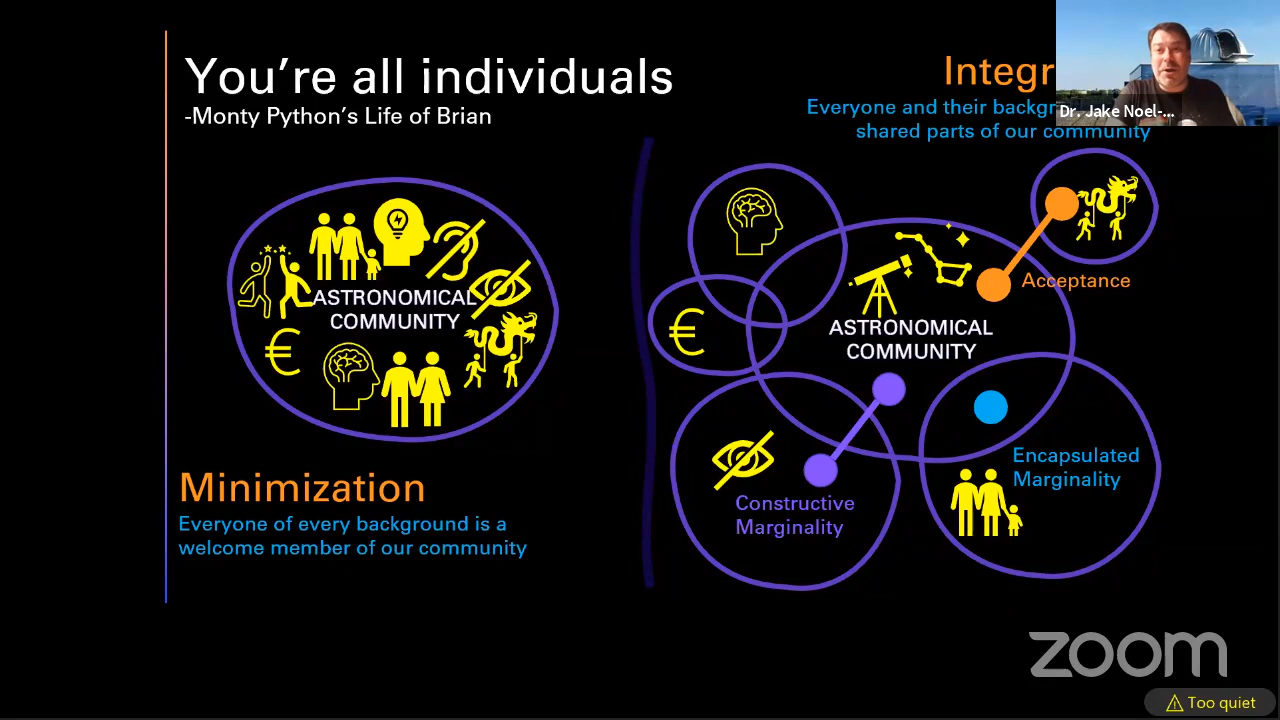 You're all individuals
-Monty Python's Life of Brian
ASTRONOMICAL
COMMUNITY
Minimization
Everyone of every background is a
welcome member of our community
Integr
Everyone and their backgr
shared parts of our community
Dr. Jake Noel-...
Acceptance
€
ASTRONOMICAL
COMMUNITY
€
Constructive
Marginality
Encapsulated
Marginality
zoom
Too quiet